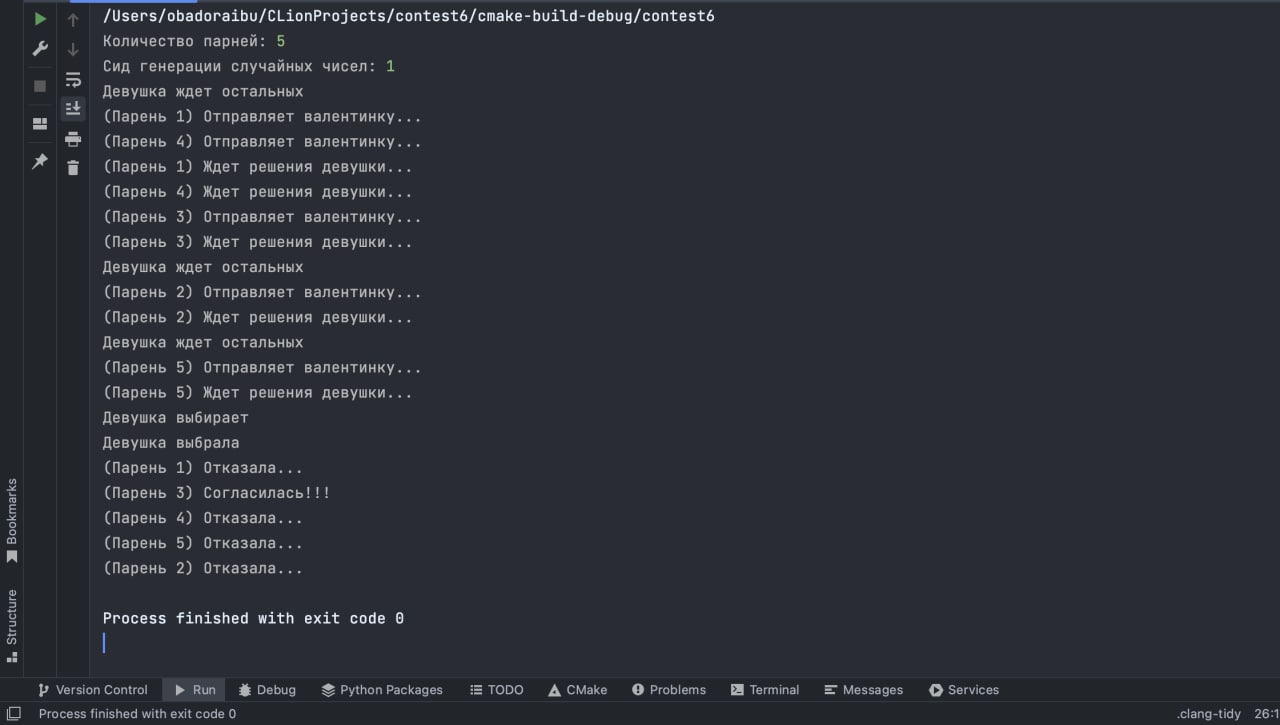 /Users/obadoraibu/CLionProjects/contest6/cmake-build-debug/contest6
Количество парней: 5
Сид генерации случайных чисел: 1
Девушка ждет остальных
(Парень 1) Отправляет валентинку...
(Парень 4) Отправляет валентинку...
(Парень 1) Ждет решения девушки...
(Парень 4) Ждет решения девушки...
(Парень 3) Отправляет валентинку...
(Парень 3) Ждет решения девушки...
Девушка ждет остальных
(Парень 2) Отправляет валентинку...
(Парень 2) Ждет решения девушки...
Девушка ждет остальных
(Парень 5) Отправляет валентинку...
(Парень 5) Ждет решения девушки...
Девушка выбирает
Девушка выбрала
(Парень 1) Отказала...
(Парень 3) Согласилась!!!
(Парень 4) Отказала...
(Парень 5) Отказала...
(Парень 2) Отказала...
Process finished with exit code 0
Bookmarks
Structure
Version Control Run Debug Python Packages TODO CMake Problems Terminal Messages Services
Process finished with exit code 0 .clang-tidy 26:1